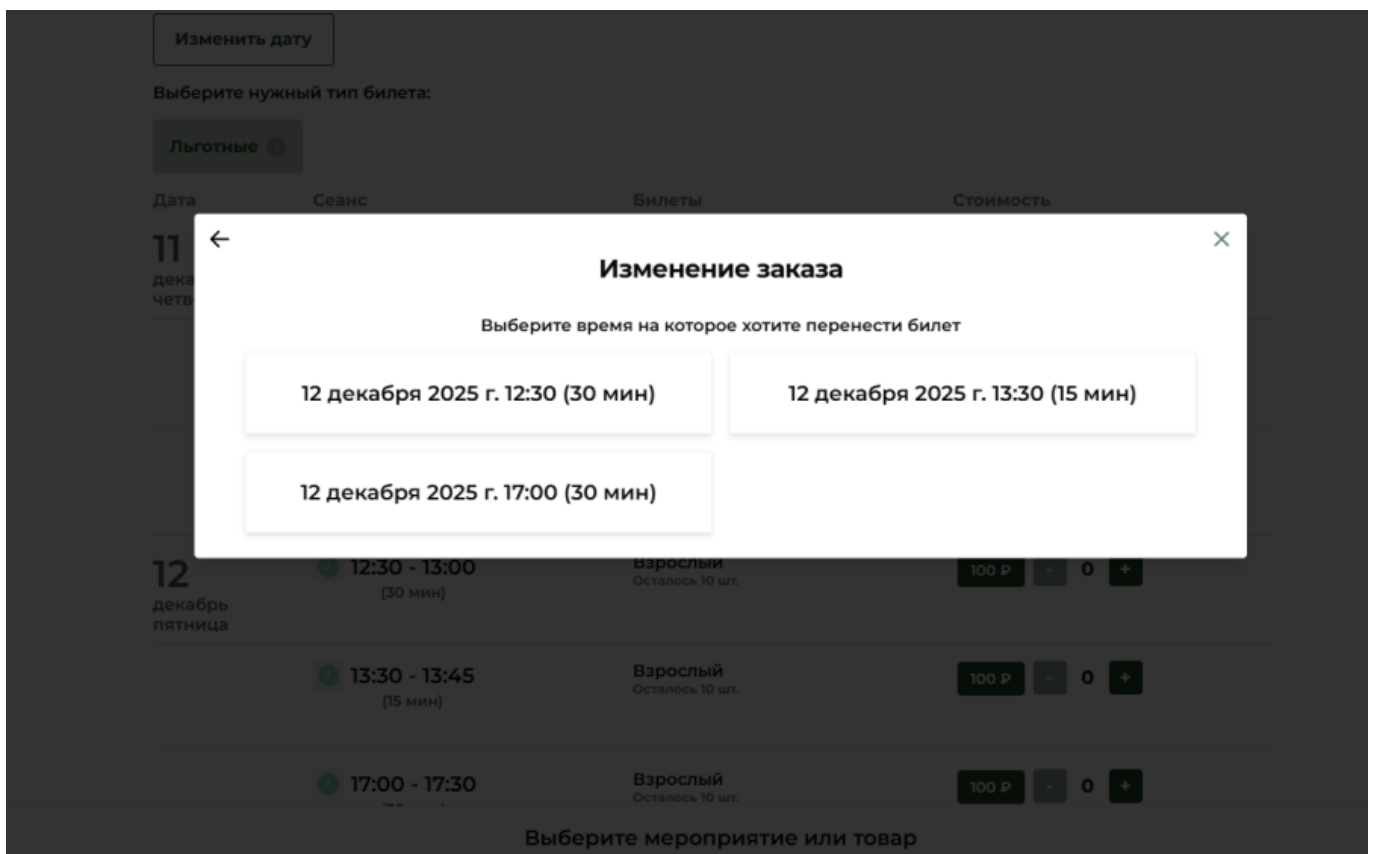 Изменить дату
Выберите нужный тип билета:
Льготные
Дата Сеанс Билеты Стоимость
11
Изменение заказа
Выберите время на которое хотите перенести билет
12 декабря 2025 г. 12:30 (30 мин) 12 декабря 2025 г. 13:30 (15 мин)
12 декабря 2025 г. 17:00 (30 мин)
12 12:30 - 13:00 Взрослый 100 ₽ - 0 +
(30 мин) Осталось 10 шт.
декабрь
пятница
13:30 - 13:45 Взрослый 100 ₽ - 0 +
(15 мин) Осталось 10 шт.
17:00 - 17:30 Взрослый 100 ₽ - 0 +
Осталось 10 шт.
Выберите мероприятие или товар